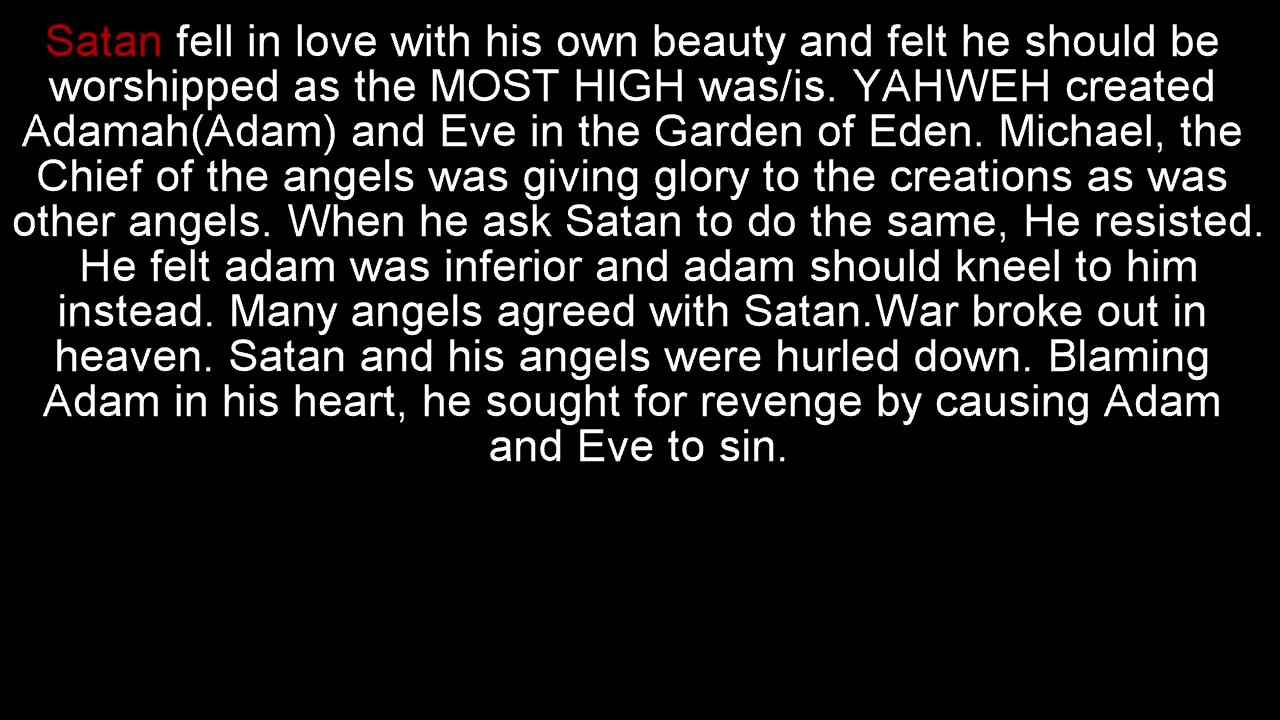 Satan fell in love with his own beauty and felt he should be
worshipped as the MOST HIGH was/is. YAHWEH created
Adamah(Adam) and Eve in the Garden of Eden. Michael, the
Chief of the angels was giving glory to the creations as was
other angels. When he ask Satan to do the same, He resisted.
He felt adam was inferior and adam should kneel to him
instead. Many angels agreed with Satan.War broke out in
heaven. Satan and his angels were hurled down. Blaming
Adam in his heart, he sought for revenge by causing Adam
and Eve to sin.